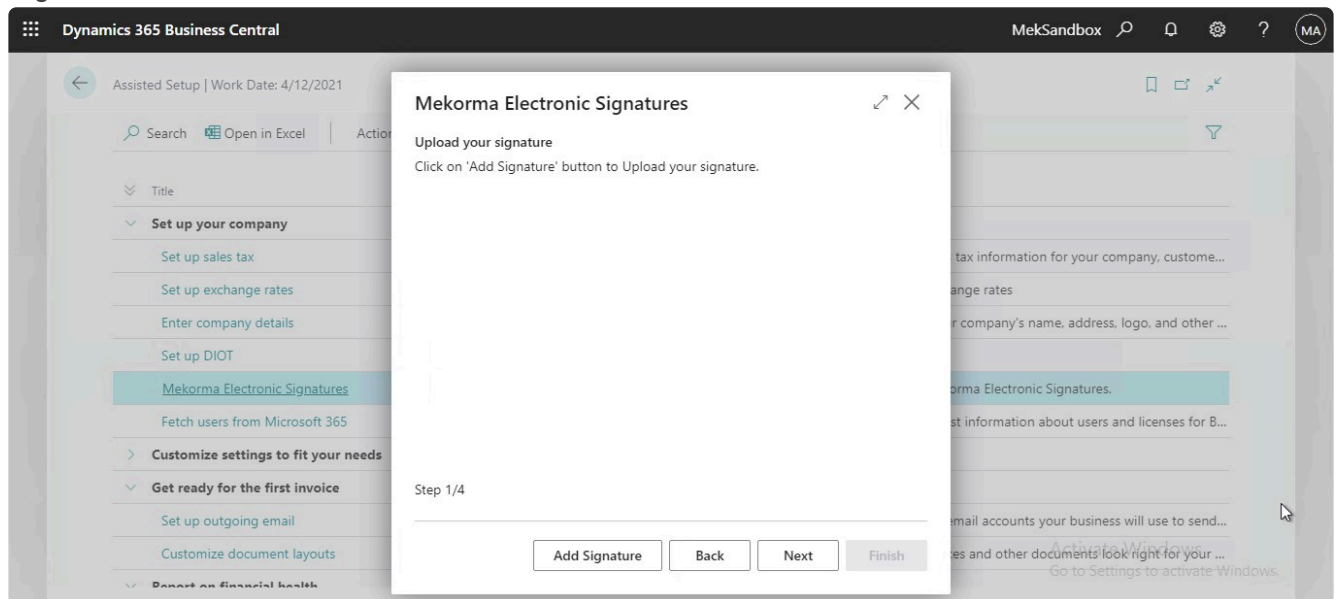 Dynamics 365 Business Central MekSandbox ? MA
Assisted Setup | Work Date: 4/12/2021
Search Open in Excel Action
Title
Set up your company
Set up sales tax tax information for your company, custome...
Set up exchange rates ange rates
Enter company details r company's name, address, logo, and other ...
Set up DIOT
Mekorma Electronic Signatures orma Electronic Signatures.
Fetch users from Microsoft 365 st information about users and licenses for B...
Customize settings to fit your needs
Get ready for the first invoice
Set up outgoing email email accounts your business will use to send...
Customize document layouts es and other documents look right for your ...
Report on financial health
Mekorma Electronic Signatures
Upload your signature
Click on 'Add Signature' button to Upload your signature.
Step 1/4
Add Signature Back Next Finish
Activate Windows
Go to Settings to activate Windows.